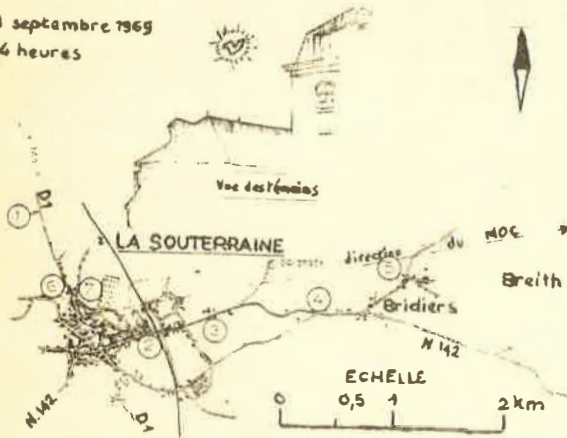 septembre 1969
4 heures
Vue des témoins
D1
1
LA SOUTERRAINE
direction du MOC
5
Breith
6
7
4
Bridiers
2
3
N 142
N.142
D1
ECHELLE
0 0,5 1 2 km